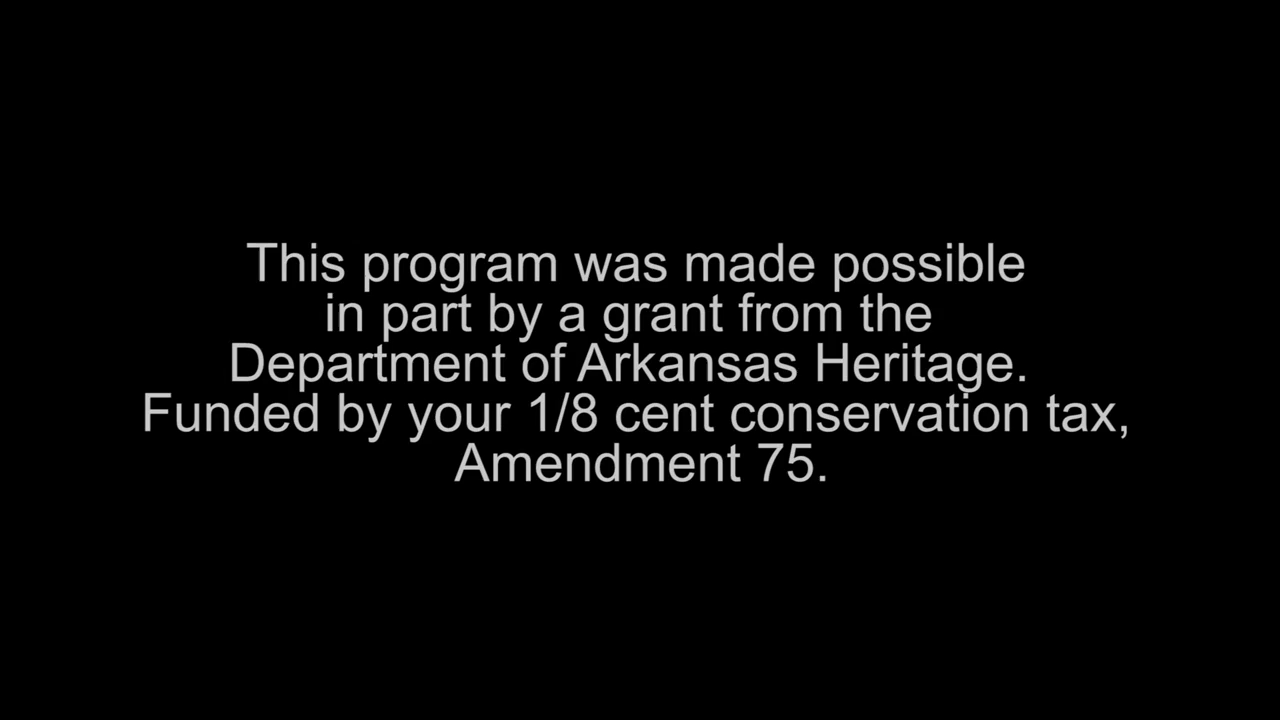 This program was made possible
in part by a grant from the
Department of Arkansas Heritage.
Funded by your 1/8 cent conservation tax,
Amendment 75.